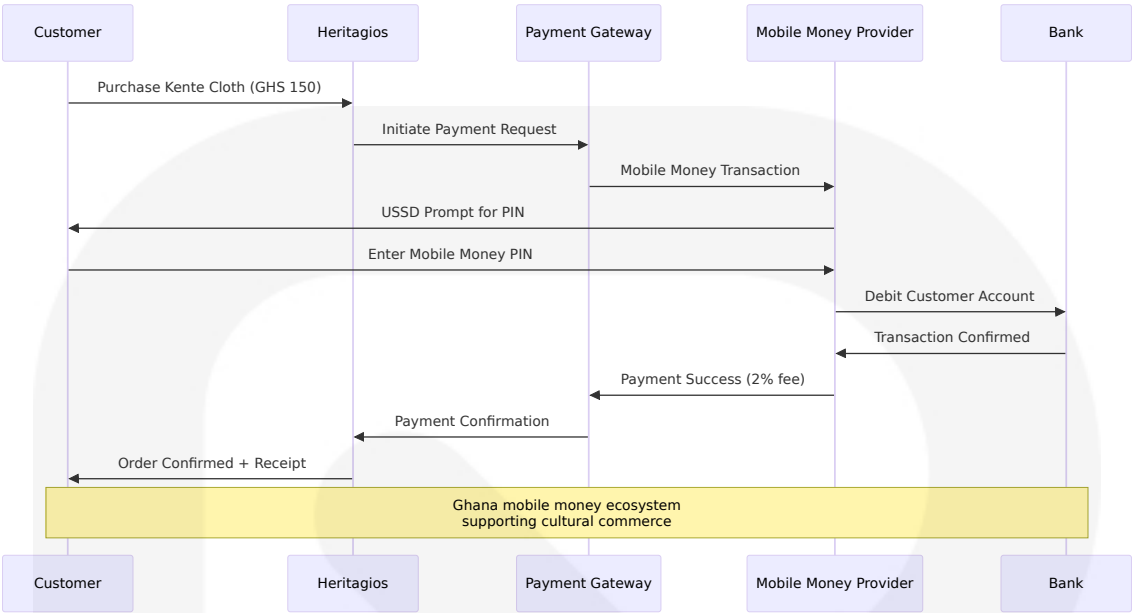 Customer
Heritagios
Payment Gateway
Mobile Money Provider
Bank
Purchase Kente Cloth (GHS 150)
Initiate Payment Request
Mobile Money Transaction
USSD Prompt for PIN
Enter Mobile Money PIN
Debit Customer Account
Transaction Confirmed
Payment Success (2% fee)
Payment Confirmation
Order Confirmed + Receipt
Ghana mobile money ecosystem
supporting cultural commerce
Customer
Heritagios
Payment Gateway
Mobile Money Provider
Bank